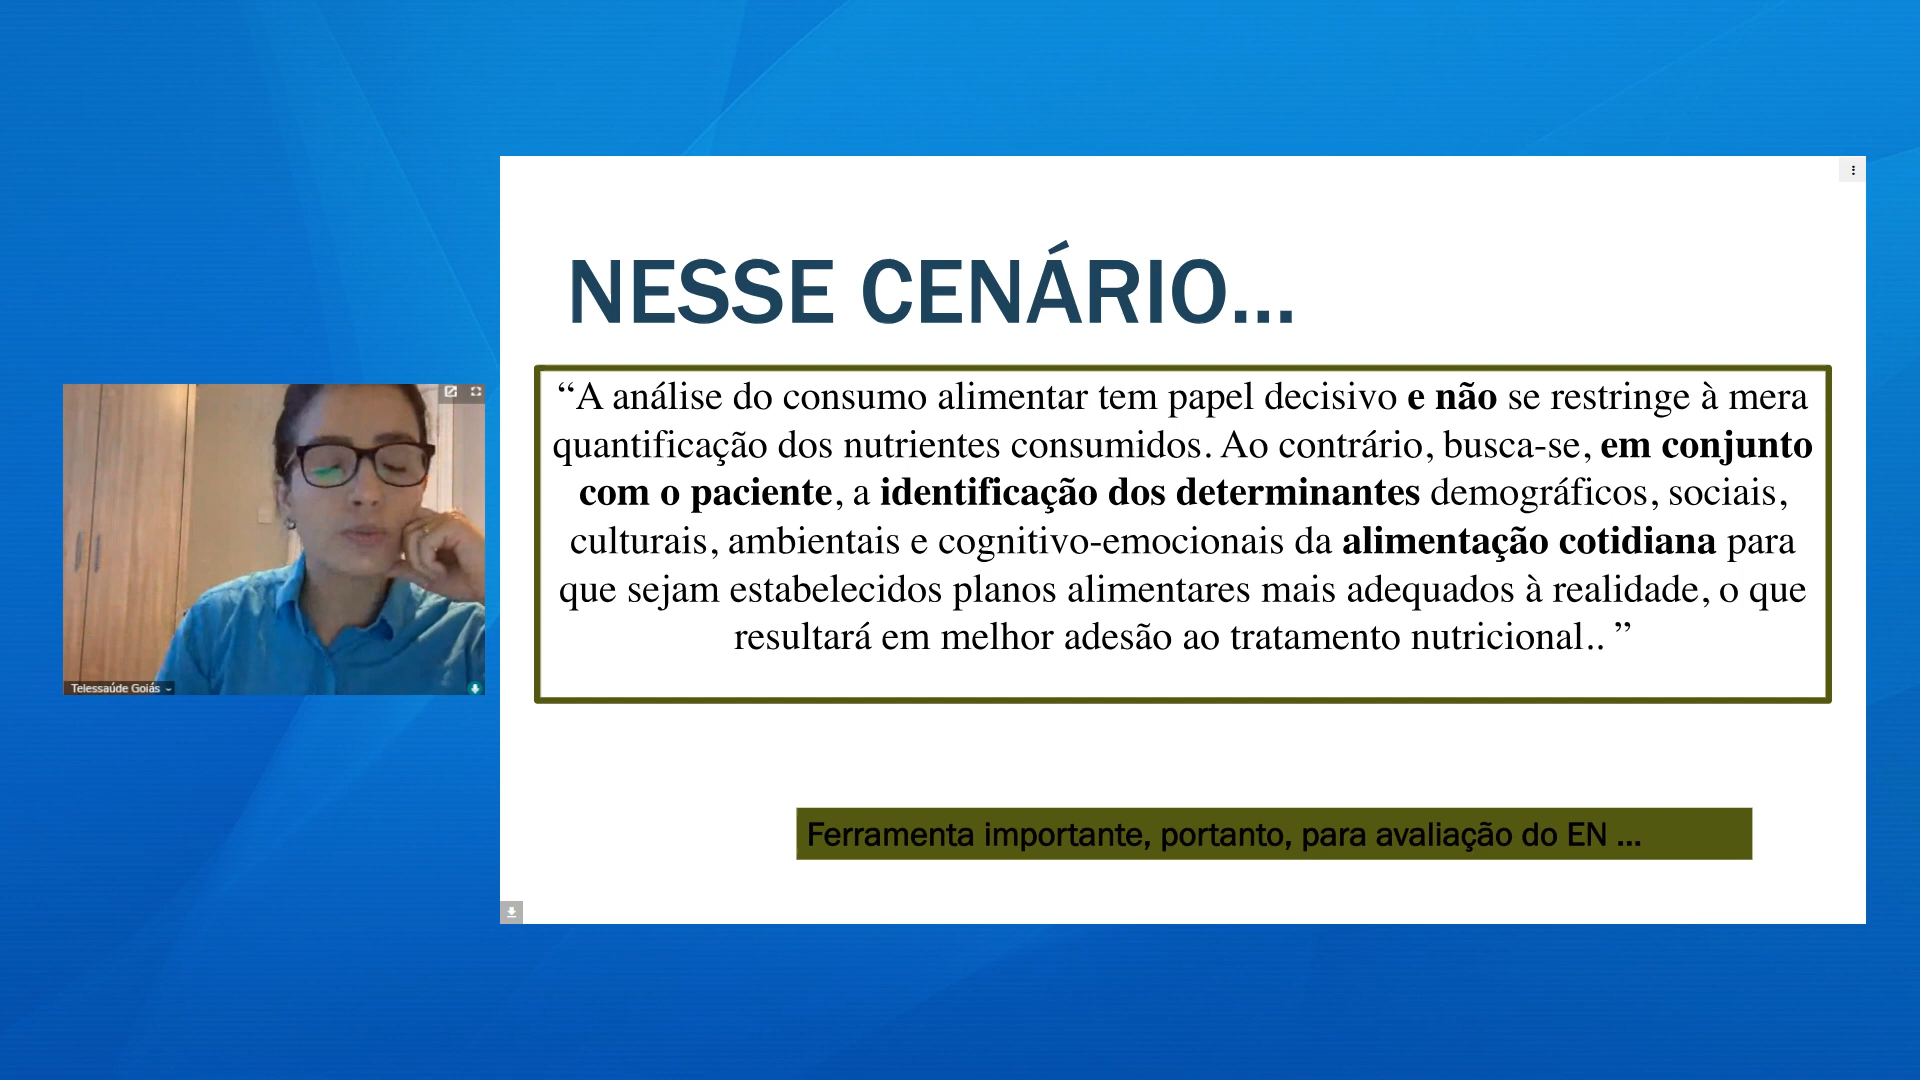 NESSE CENÁRIO...
“A análise do consumo alimentar tem papel decisivo e não se restringe à mera
quantificação dos nutrientes consumidos. Ao contrário, busca-se, em conjunto
com o paciente, a identificação dos determinantes demográficos, sociais,
culturais, ambientais e cognitivo-emocionais da alimentação cotidiana para
que sejam estabelecidos planos alimentares mais adequados à realidade, o que
resultará em melhor adesão ao tratamento nutricional.. ”
Telessaúde Goiás
Ferramenta importante, portanto, para avaliação do EN ...